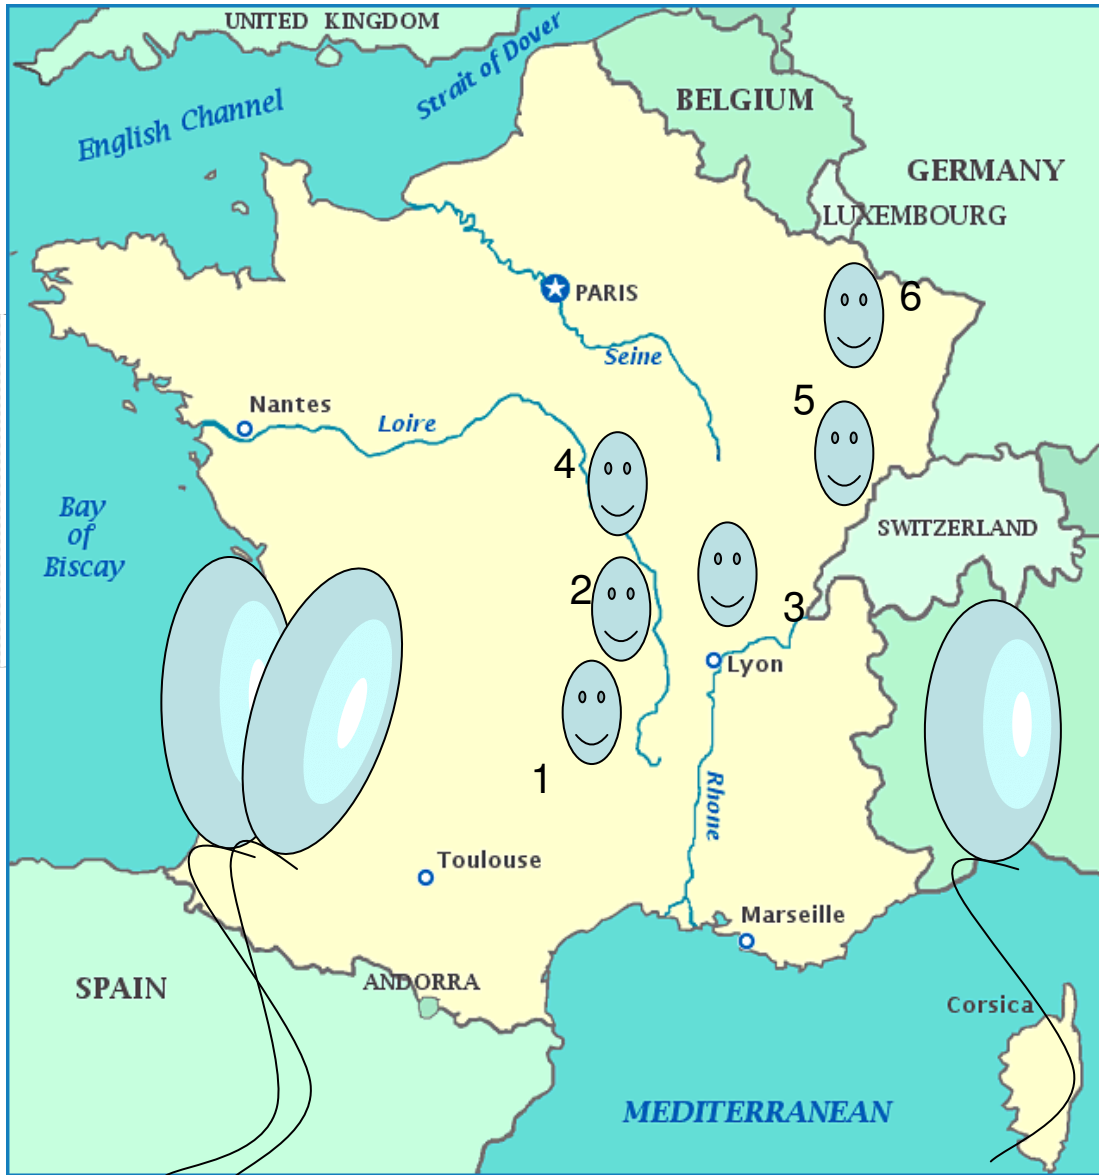 UNITED KINGDOM
Strait of Dover
English Channel
BELGIUM
GERMANY
LUXEMBOURG
6
PARIS
Seine
5
Nantes
Loire
4
Bay
of
Biscay
SWITZERLAND
2
3
Lyon
1
Rhone
Toulouse
Marseille
SPAIN
ANDORRA
Corsica
MEDITERRANEAN